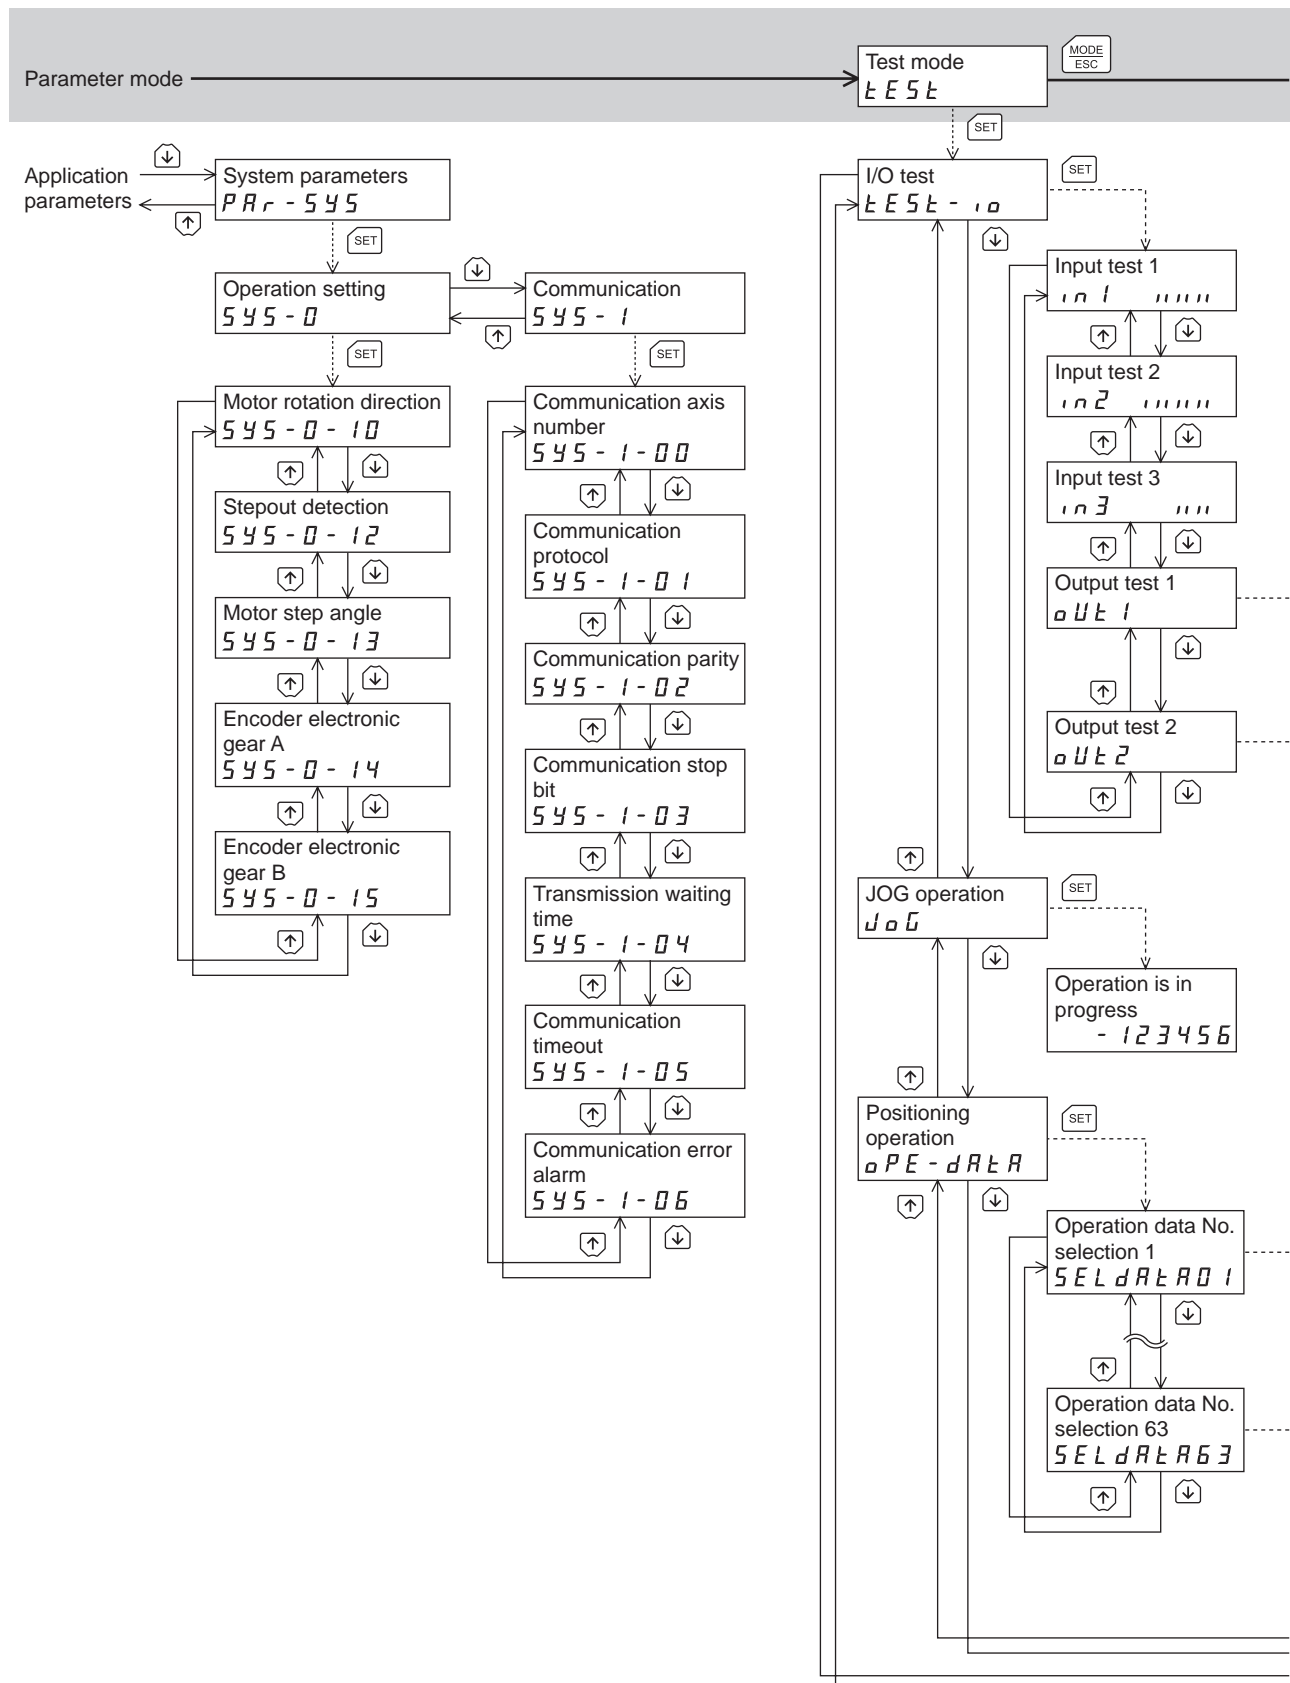 Parameter mode
Test mode
tESt
MODE
ESC
SET
Application
parameters
System parameters
PAr-SYS
SET
Operation setting
SYS-0
SET
Communication
SYS-1
SET
Motor rotation direction
SYS-0-10
Stepout detection
SYS-0-12
Motor step angle
SYS-0-13
Encoder electronic
gear A
SYS-0-14
Encoder electronic
gear B
SYS-0-15
Communication axis
number
SYS-1-00
Communication
protocol
SYS-1-01
Communication parity
SYS-1-02
Communication stop
bit
SYS-1-03
Transmission waiting
time
SYS-1-04
Communication
timeout
SYS-1-05
Communication error
alarm
SYS-1-06
I/O test
tESt-io
SET
Input test 1
in1
Input test 2
in2
Input test 3
in3
Output test 1
oUt1
Output test 2
oUt2
JOG operation
JoG
SET
Operation is in
progress
-123456
Positioning
operation
oPE-dAtA
SET
Operation data No.
selection 1
SELdAtA01
Operation data No.
selection 63
SELdAtA63